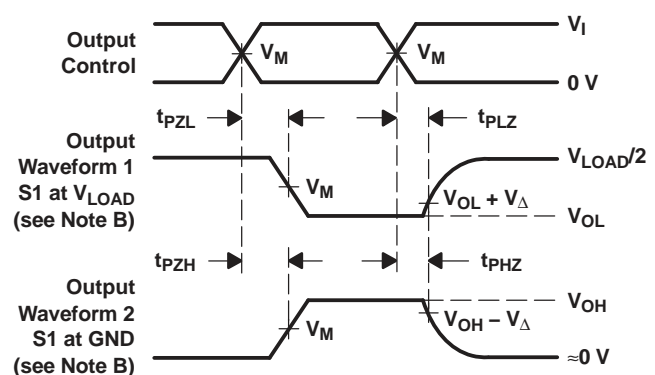 Output
Control
V_M
V_M
V_I
0 V
t_PZL
t_PLZ
Output
Waveform 1
S1 at V_LOAD
(see Note B)
V_M
V_OL + V_Δ
V_LOAD/2
V_OL
t_PZH
t_PHZ
Output
Waveform 2
S1 at GND
(see Note B)
V_M
V_OH – V_Δ
V_OH
≈0 V